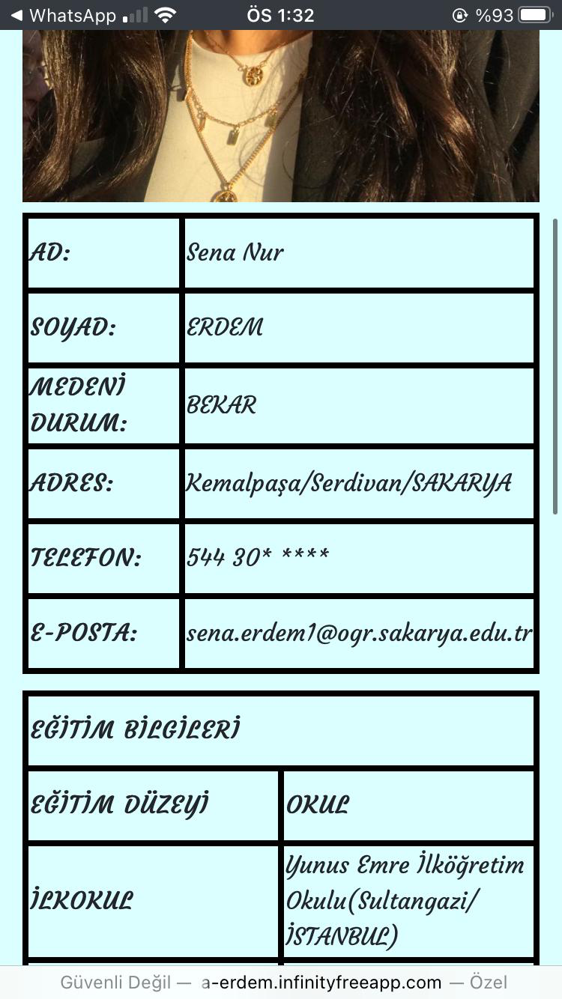 WhatsApp ÖS 1:32 %93
AD: Sena Nur
SOYAD: ERDEM
MEDENİ
DURUM: BEKAR
ADRES: Kemalpaşa/Serdivan/SAKARYA
TELEFON: 544 30* ****
E-POSTA: sena.erdem1@ogr.sakarya.edu.tr
EĞİTİM BİLGİLERİ
EĞİTİM DÜZEYİ OKUL
İLKOKUL
Yunus Emre İlköğretim
Okulu(Sultangazi/
İSTANBUL)
Güvenli Değil — a-erdem.infinityfreeapp.com — Özel